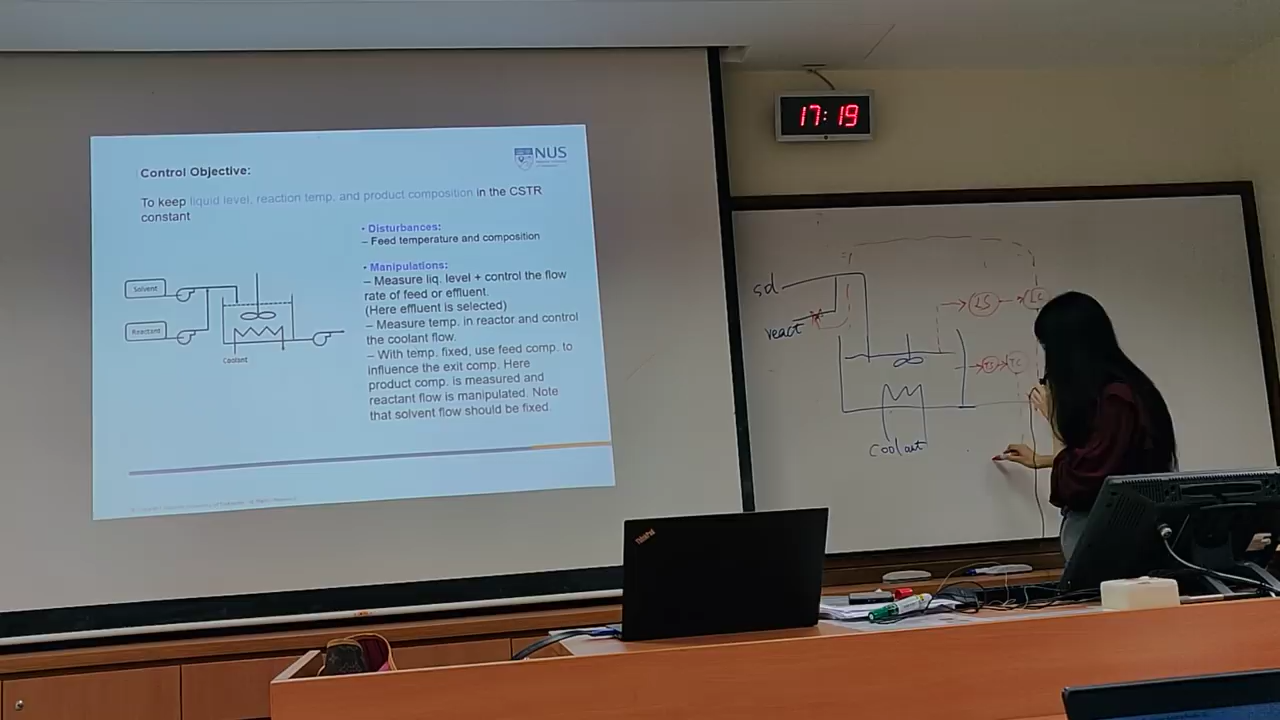 17:19
NUS
Control Objective:
To keep liquid level, reaction temp. and product composition in the CSTR
constant
• Disturbances:
– Feed temperature and composition
• Manipulations:
– Measure liq. level + control the flow
rate of feed or effluent.
(Here effluent is selected)
– Measure temp. in reactor and control
the coolant flow.
– With temp. fixed, use feed comp. to
influence the exit comp. Here
product comp. is measured and
reactant flow is manipulated. Note
that solvent flow should be fixed.
Solvent
Reactant
Coolant
sol
react
LS
LC
TS
TC
coolant
ThinkPad